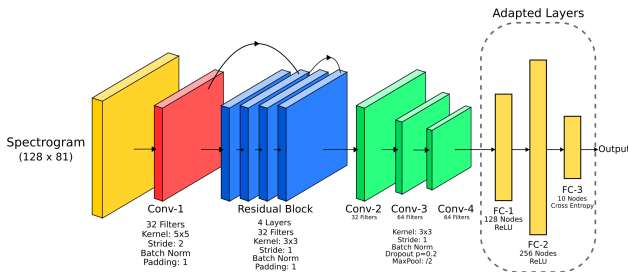 Adapted Layers
Spectrogram
(128 x 81)
Output
Conv-1
32 Filters
Kernel: 5x5
Stride: 2
Batch Norm
Padding: 1
Residual Block
4 Layers
32 Filters
Kernel: 3x3
Stride: 1
Batch Norm
Padding: 1
Conv-2
32 Filters
Conv-3
64 Filters
Conv-4
64 Filters
Kernel: 3x3
Stride: 1
Batch Norm
Dropout p=0.2
MaxPool: /2
FC-1
128 Nodes
ReLU
FC-2
256 Nodes
ReLU
FC-3
10 Nodes
Cross Entropy